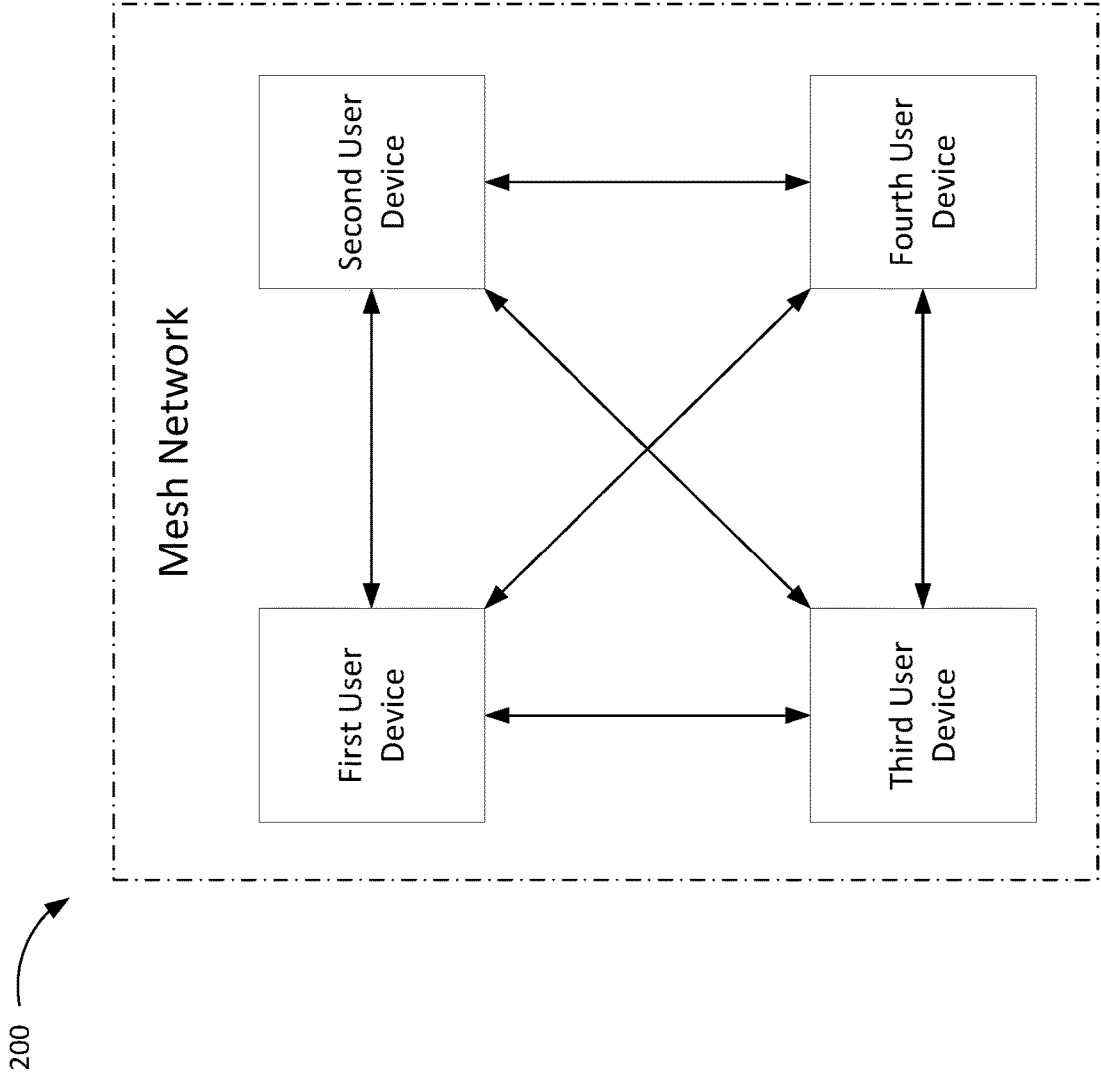 200
Mesh Network
First User
Device
Second User
Device
Third User
Device
Fourth User
Device